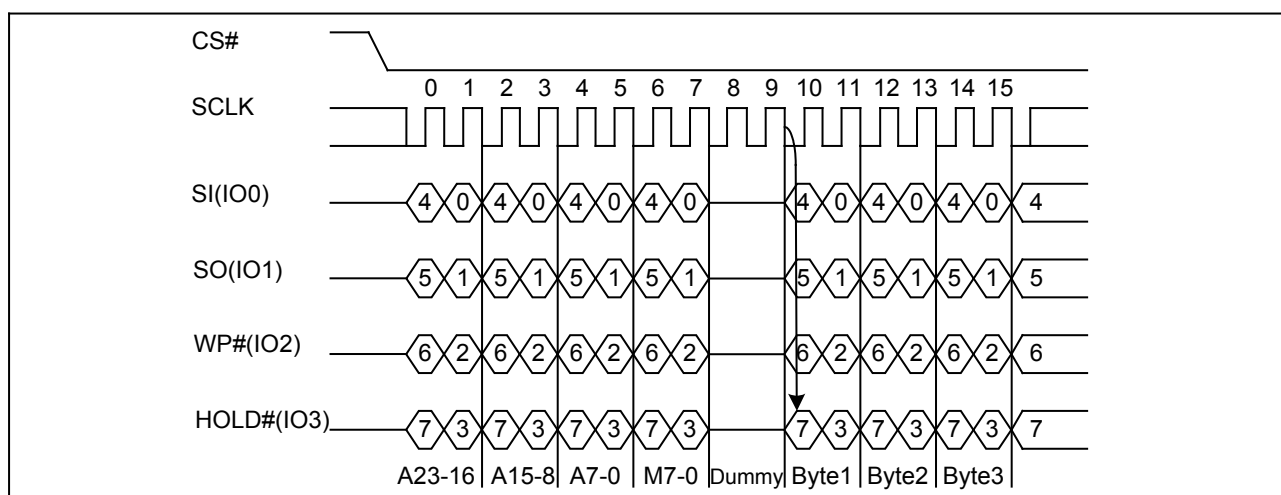 CS#
0 1 2 3 4 5 6 7 8 9 10 11 12 13 14 15
SCLK
SI(IO0) 4 0 4 0 4 0 4 0 4 0 4 0 4 0 4
SO(IO1) 5 1 5 1 5 1 5 1 5 1 5 1 5 1 5
WP#(IO2) 6 2 6 2 6 2 6 2 6 2 6 2 6 2 6
HOLD#(IO3) 7 3 7 3 7 3 7 3 7 3 7 3 7 3 7
A23-16 A15-8 A7-0 M7-0 Dummy Byte1 Byte2 Byte3